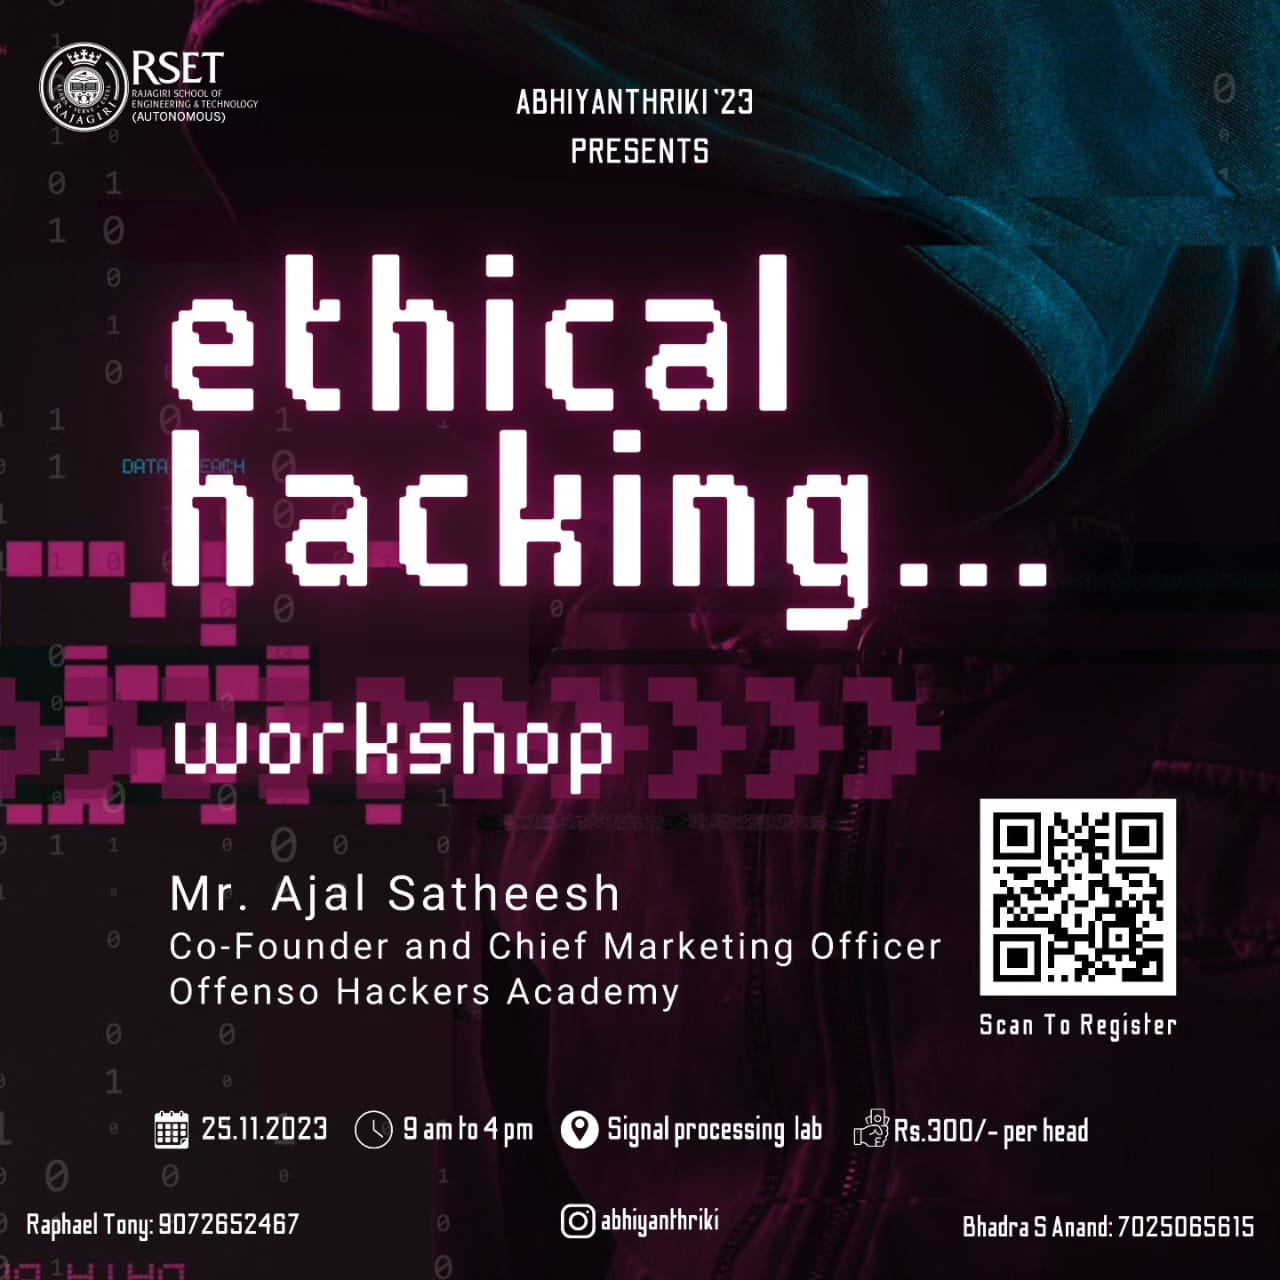 RSET
RAJAGIRI SCHOOL OF
ENGINEERING & TECHNOLOGY
(AUTONOMOUS)
RAJAGIRI
ABHIYANTHRIKI '23
PRESENTS
ethical
hacking...
DATA
workshop
Mr. Ajal Satheesh
Co-Founder and Chief Marketing Officer
Offenso Hackers Academy
Scan To Register
25.11.2023
9 am to 4 pm
Signal processing lab
Rs.300/- per head
Raphael Tony: 9072652467
abhiyanthriki
Bhadra S Anand: 7025065615